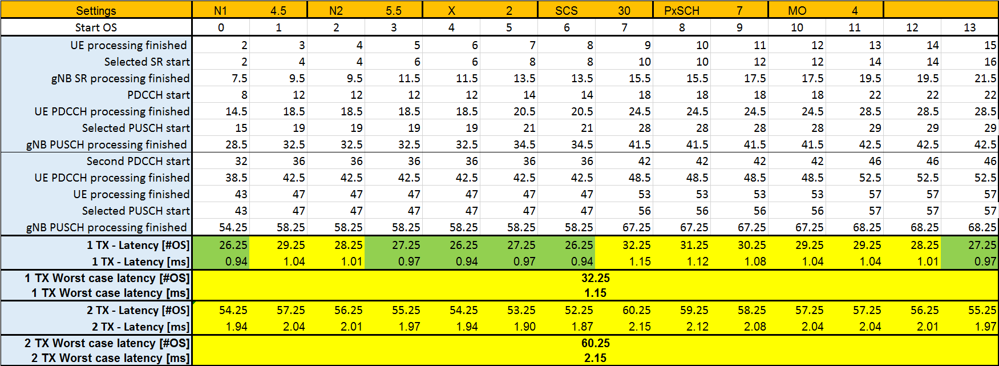 Settings N1 4.5 N2 5.5 X 2 SCS 30 PxSCH 7 MO 4
Start OS 0 1 2 3 4 5 6 7 8 9 10 11 12 13
UE processing finished 2 3 4 5 6 7 8 9 10 11 12 13 14 15
Selected SR start 2 4 4 6 6 8 8 10 10 12 12 14 14 16
gNB SR processing finished 7.5 9.5 9.5 11.5 11.5 13.5 13.5 15.5 15.5 17.5 17.5 19.5 19.5 21.5
PDCCH start 8 12 12 12 12 14 14 18 18 18 18 22 22 22
UE PDCCH processing finished 14.5 18.5 18.5 18.5 18.5 20.5 20.5 24.5 24.5 24.5 24.5 28.5 28.5 28.5
Selected PUSCH start 15 19 19 19 19 21 21 28 28 28 28 29 29 29
gNB PUSCH processing finished 28.5 32.5 32.5 32.5 32.5 34.5 34.5 41.5 41.5 41.5 41.5 42.5 42.5 42.5
Second PDCCH start 32 36 36 36 36 36 36 42 42 42 42 46 46 46
UE PDCCH processing finished 38.5 42.5 42.5 42.5 42.5 42.5 42.5 48.5 48.5 48.5 48.5 52.5 52.5 52.5
UE processing finished 43 47 47 47 47 47 47 53 53 53 53 57 57 57
Selected PUSCH start 43 47 47 47 47 47 47 56 56 56 56 57 57 57
gNB PUSCH processing finished 54.25 58.25 58.25 58.25 58.25 58.25 58.25 67.25 67.25 67.25 67.25 68.25 68.25 68.25
1 TX - Latency [#OS] 26.25 29.25 28.25 27.25 26.25 27.25 26.25 32.25 31.25 30.25 29.25 29.25 28.25 27.25
1 TX - Latency [ms] 0.94 1.04 1.01 0.97 0.94 0.97 0.94 1.15 1.12 1.08 1.04 1.04 1.01 0.97
1 TX Worst case latency [#OS] 32.25
1 TX Worst case latency [ms] 1.15
2 TX - Latency [#OS] 54.25 57.25 56.25 55.25 54.25 53.25 52.25 60.25 59.25 58.25 57.25 57.25 56.25 55.25
2 TX - Latency [ms] 1.94 2.04 2.01 1.97 1.94 1.90 1.87 2.15 2.12 2.08 2.04 2.04 2.01 1.97
2 TX Worst case latency [#OS] 60.25
2 TX Worst case latency [ms] 2.15